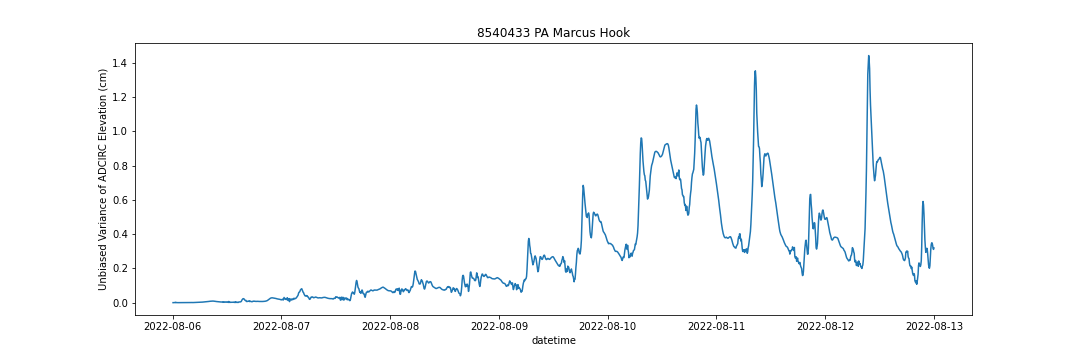 8540433 PA Marcus Hook
Unbiased Variance of ADCIRC Elevation (cm)
1.4
1.2
1.0
0.8
0.6
0.4
0.2
0.0
2022-08-06 2022-08-07 2022-08-08 2022-08-09 2022-08-10 2022-08-11 2022-08-12 2022-08-13
datetime